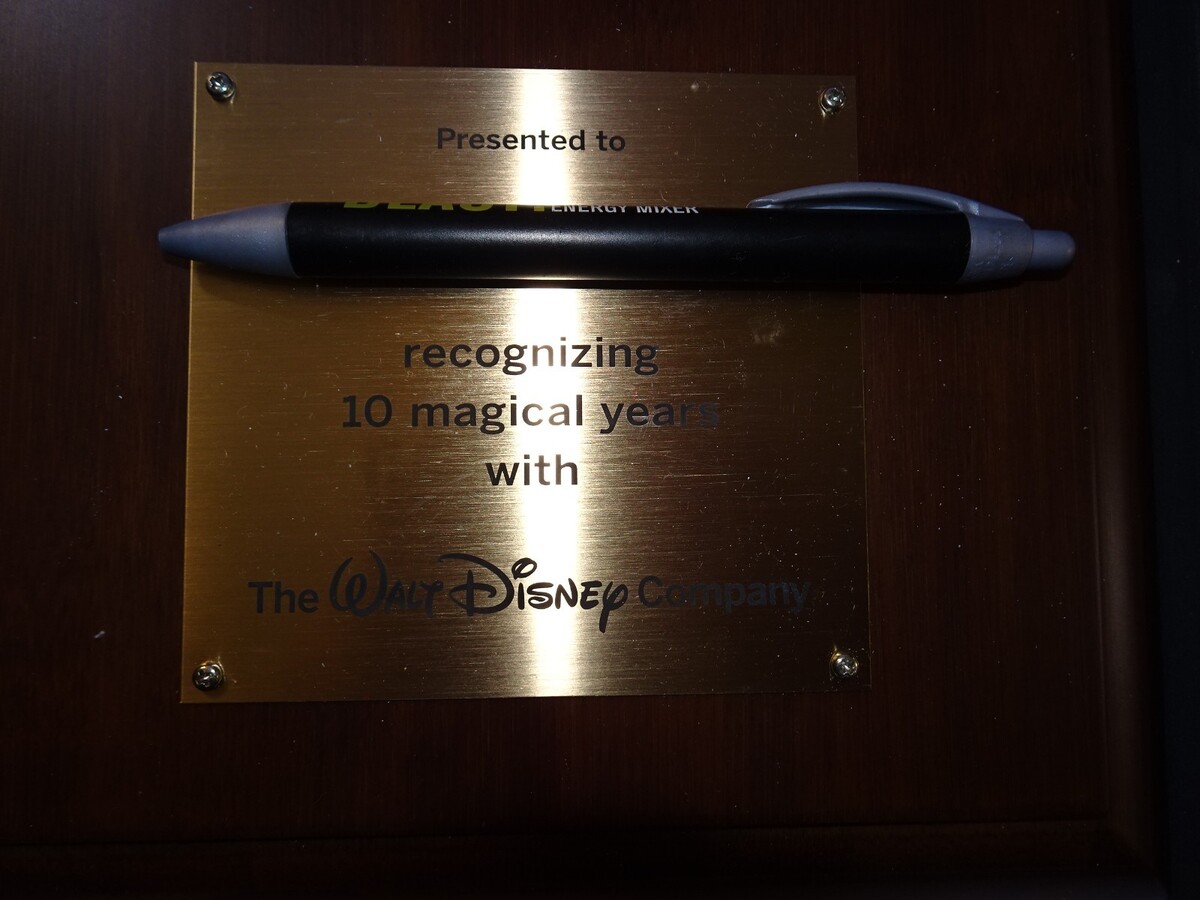 Presented to
ENERGY MIXER
recognizing
10 magical years
with
The WALT DISNEY Company